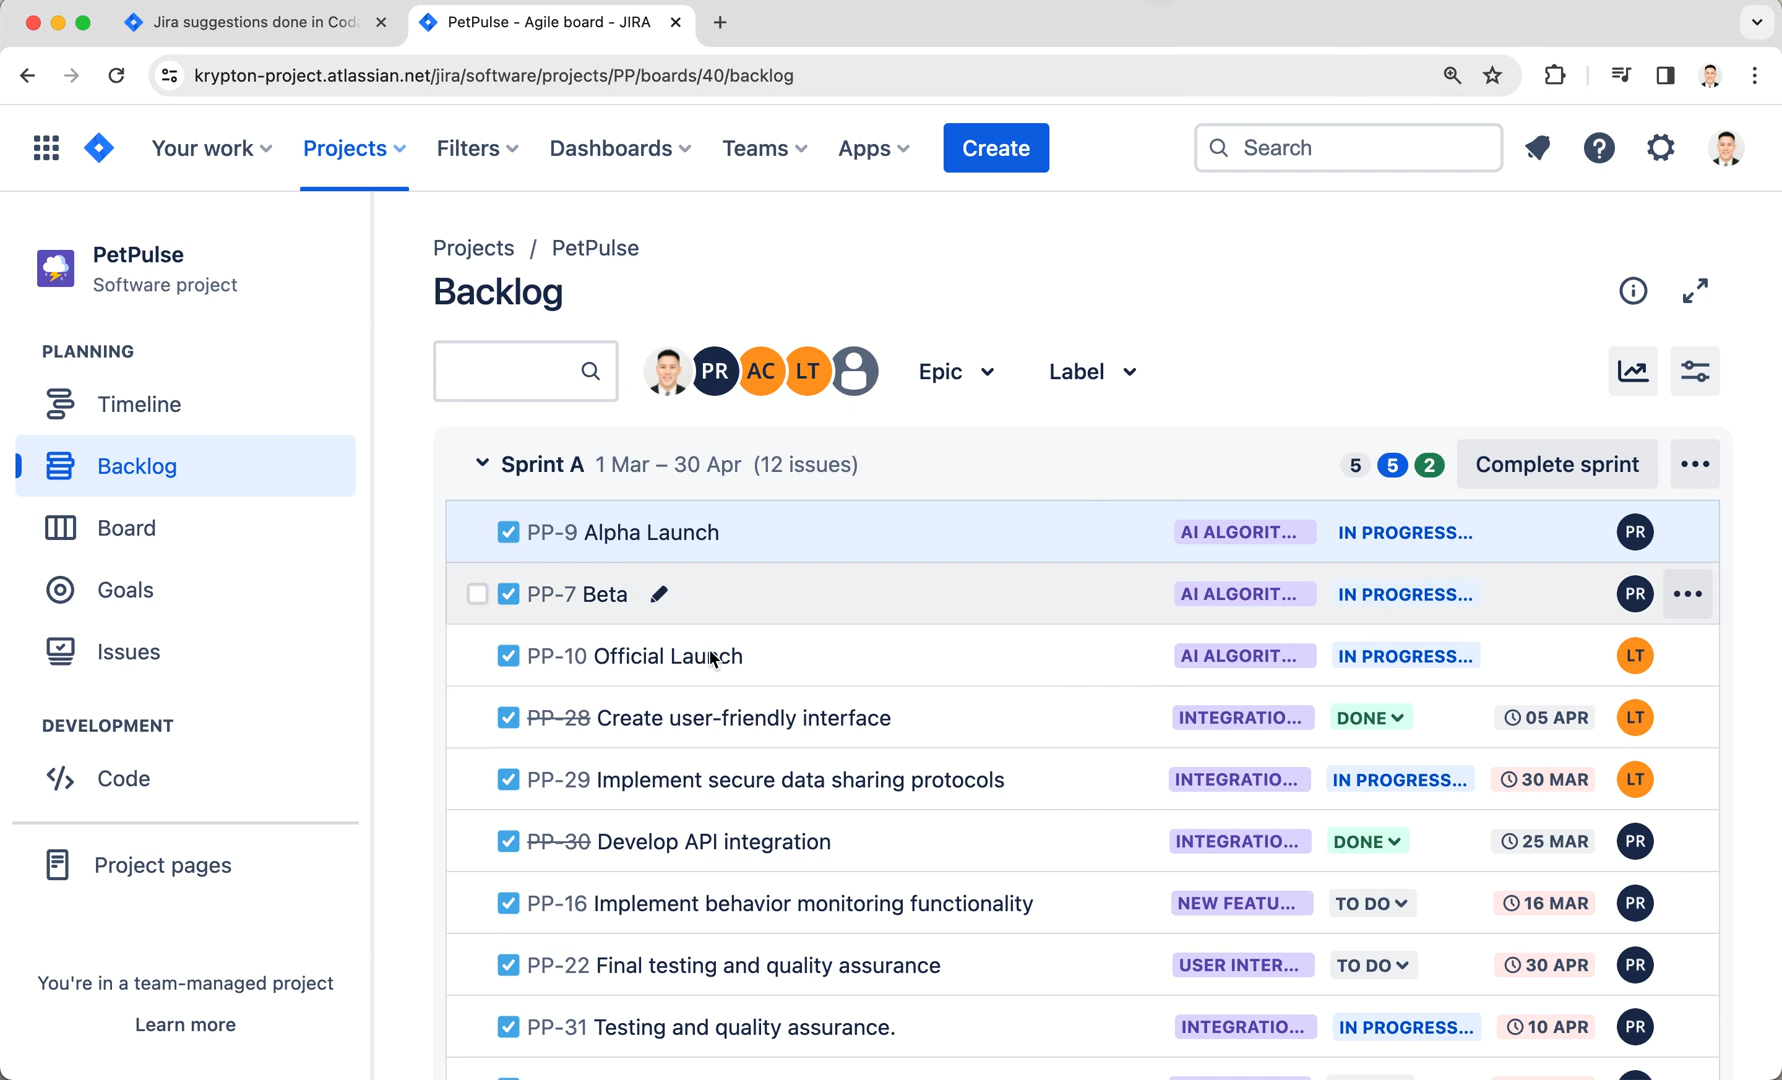 Jira suggestions done in Cod
PetPulse - Agile board - JIRA
krypton-project.atlassian.net/jira/software/projects/PP/boards/40/backlog
Your work
Projects
Filters
Dashboards
Teams
Apps
Create
Search
PetPulse
Software project
PLANNING
Timeline
Backlog
Board
Goals
Issues
DEVELOPMENT
Code
Project pages
You're in a team-managed project
Learn more
Projects / PetPulse
Backlog
PR AC LT
Epic
Label
Sprint A 1 Mar – 30 Apr (12 issues)
5 5 2
Complete sprint
PP-9 Alpha Launch AI ALGORIT... IN PROGRESS... PR
PP-7 Beta AI ALGORIT... IN PROGRESS... PR
PP-10 Official Launch AI ALGORIT... IN PROGRESS... LT
PP-28 Create user-friendly interface INTEGRATIO... DONE 05 APR LT
PP-29 Implement secure data sharing protocols INTEGRATIO... IN PROGRESS... 30 MAR LT
PP-30 Develop API integration INTEGRATIO... DONE 25 MAR PR
PP-16 Implement behavior monitoring functionality NEW FEATU... TO DO 16 MAR PR
PP-22 Final testing and quality assurance USER INTER... TO DO 30 APR PR
PP-31 Testing and quality assurance. INTEGRATIO... IN PROGRESS... 10 APR PR